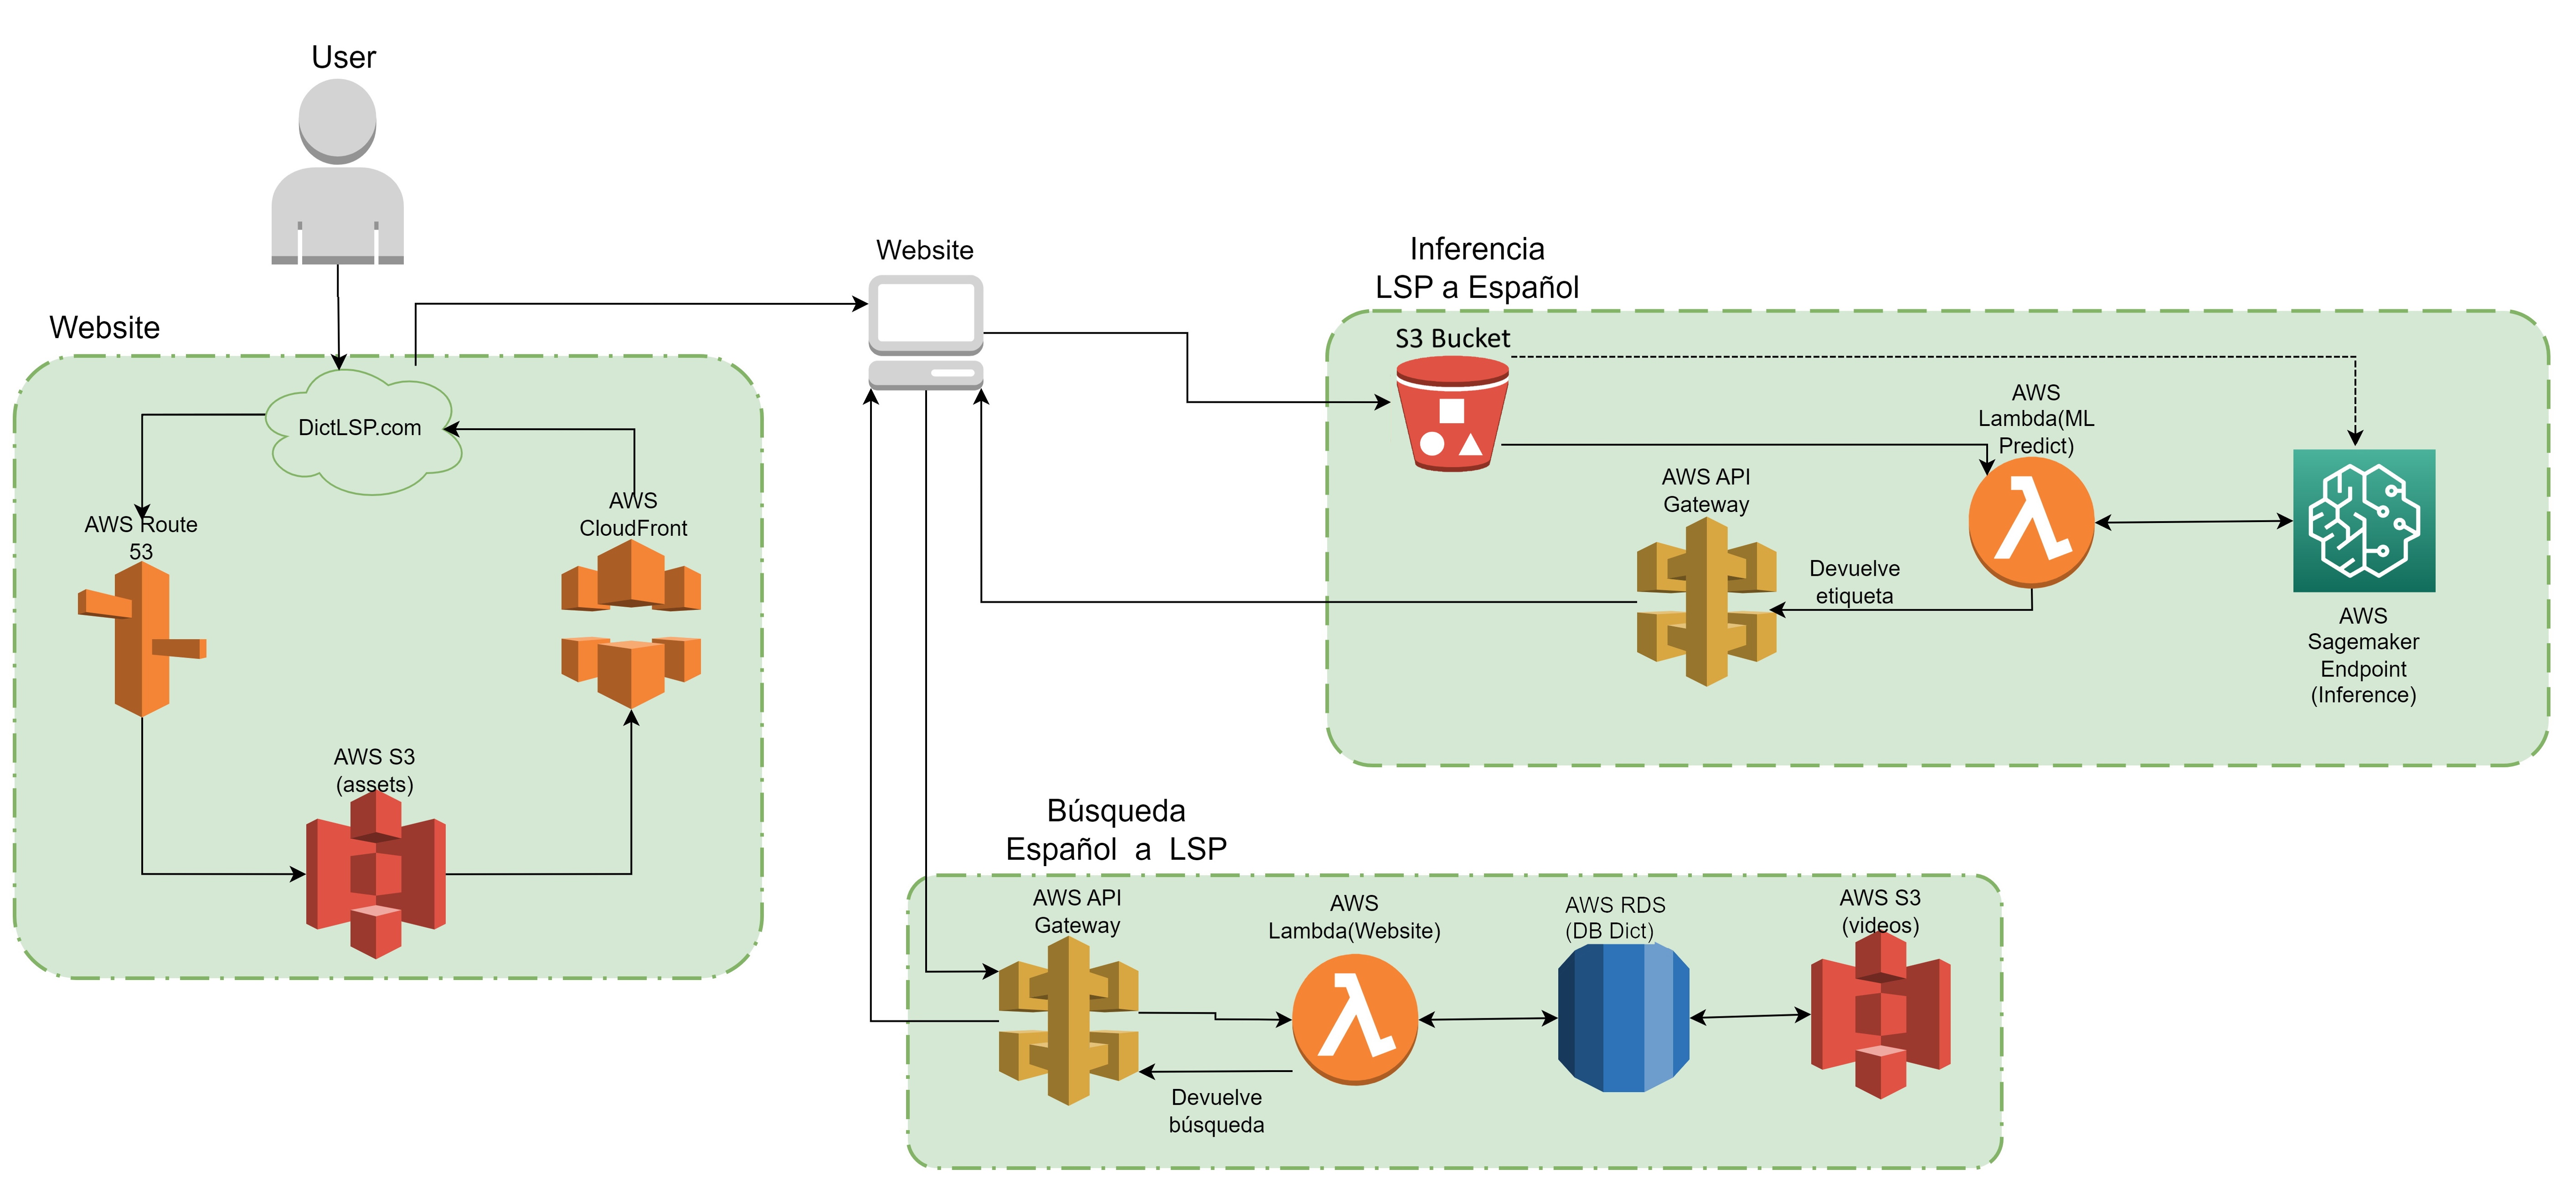 User
Website
DictLSP.com
AWS Route
53
AWS
CloudFront
AWS S3
(assets)
Website
Inferencia
LSP a Español
S3 Bucket
AWS
Lambda(ML
Predict)
AWS API
Gateway
Devuelve
etiqueta
AWS
Sagemaker
Endpoint
(Inference)
Búsqueda
Español a LSP
AWS API
Gateway
AWS
Lambda(Website)
AWS RDS
(DB Dict)
AWS S3
(videos)
Devuelve
búsqueda